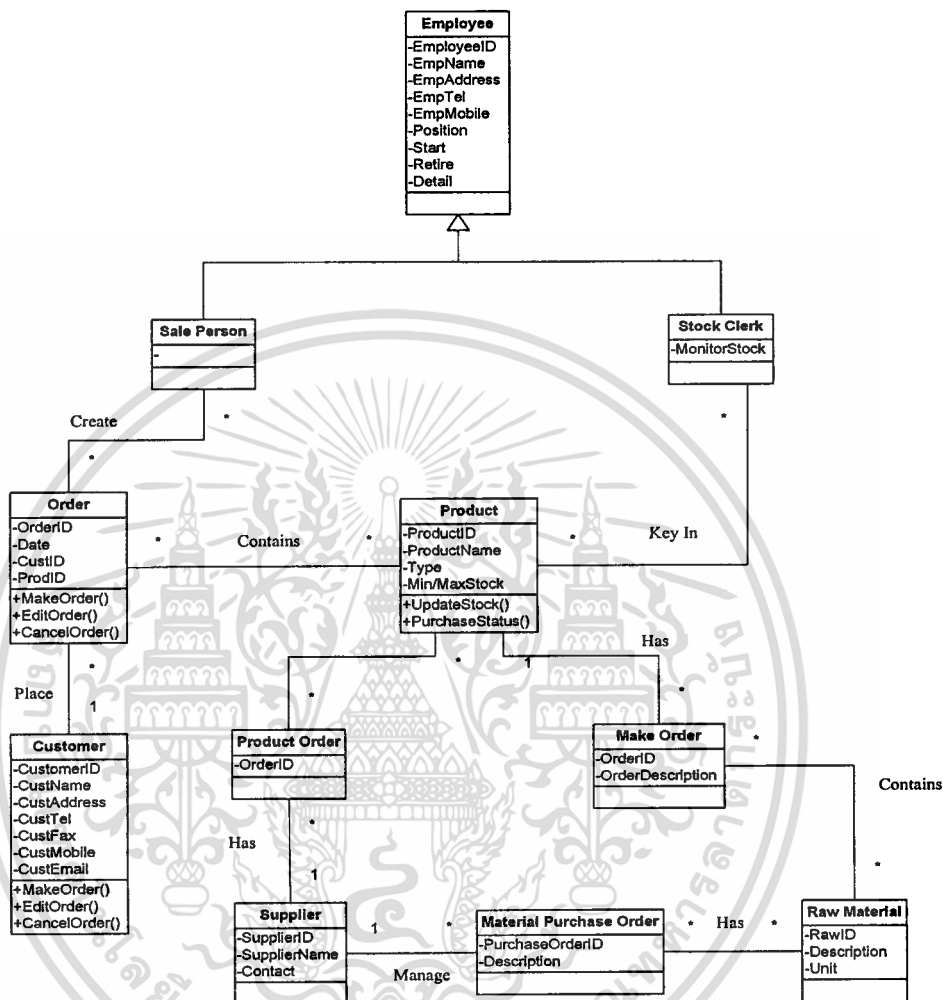 Employee
-EmployeeID
-EmpName
-EmpAddress
-EmpTel
-EmpMobile
-Position
-Start
-Retire
-Detail
Sale Person
-
Stock Clerk
-MonitorStock
Create
*
*
*
Order
-OrderID
-Date
-CustID
-ProdID
+MakeOrder()
+EditOrder()
+CancelOrder()
*
Contains
*
Product
-ProductID
-ProductName
-Type
-Min/MaxStock
+UpdateStock()
+PurchaseStatus()
*
Key In
Place
*
1
*
*
1
Has
*
Customer
-CustomerID
-CustName
-CustAddress
-CustTel
-CustFax
-CustMobile
-CustEmail
+MakeOrder()
+EditOrder()
+CancelOrder()
Product Order
-OrderID
Make Order
-OrderID
-OrderDescription
*
Contains
*
Has
*
1
Supplier
-SupplierID
-SupplierName
-Contact
1
Manage
*
Material Purchase Order
-PurchaseOrderID
-Description
*
Has
*
Raw Material
-RawID
-Description
-Unit